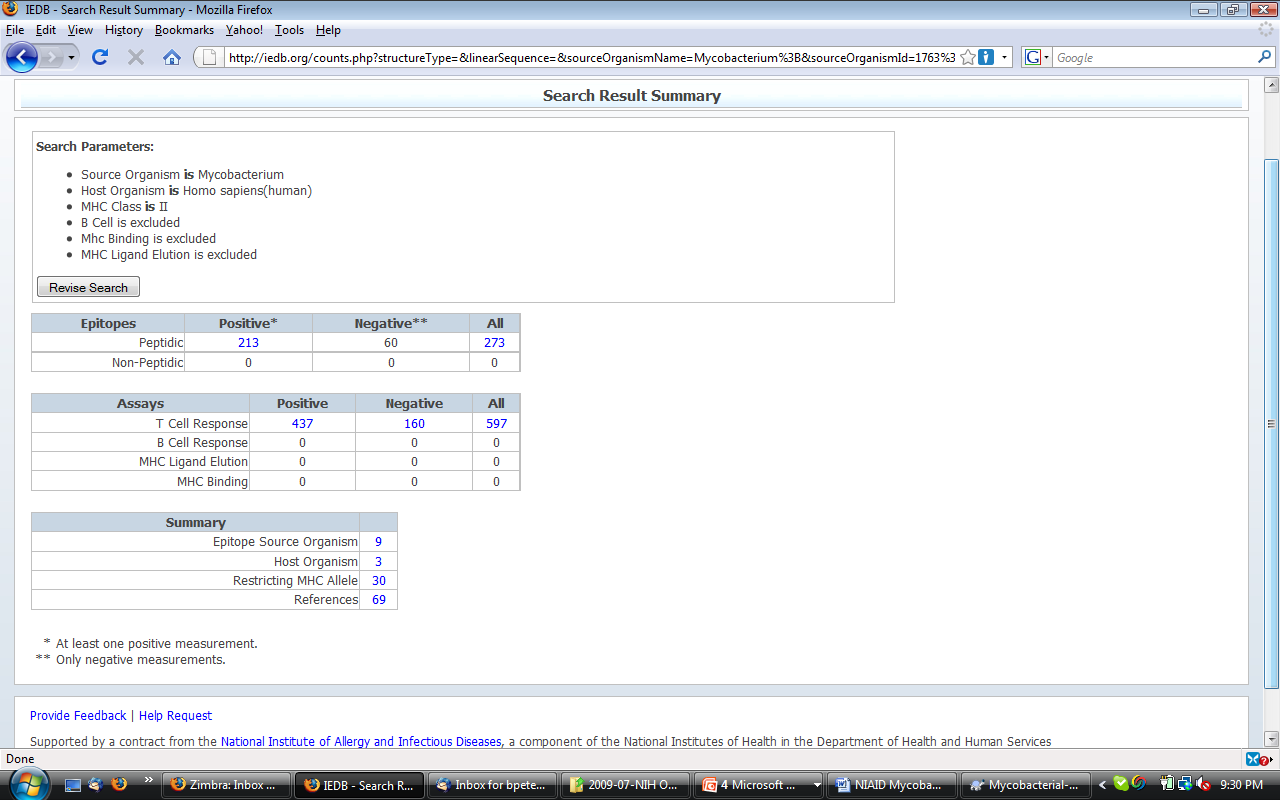 IEDB - Search Result Summary - Mozilla Firefox
File Edit View History Bookmarks Yahoo! Tools Help
http://iedb.org/counts.php?structureType=&linearSequence=&sourceOrganismName=Mycobacterium%3B&sourceOrganismId=1763%3 G Google
Search Result Summary
Search Parameters:
• Source Organism is Mycobacterium
• Host Organism is Homo sapiens(human)
• MHC Class is II
• B Cell is excluded
• Mhc Binding is excluded
• MHC Ligand Elution is excluded
Revise Search
Epitopes Positive* Negative** All
Peptidic 213 60 273
Non-Peptidic 0 0 0
Assays Positive Negative All
T Cell Response 437 160 597
B Cell Response 0 0 0
MHC Ligand Elution 0 0 0
MHC Binding 0 0 0
Summary
Epitope Source Organism 9
Host Organism 3
Restricting MHC Allele 30
References 69
* At least one positive measurement.
** Only negative measurements.
Provide Feedback | Help Request
Supported by a contract from the National Institute of Allergy and Infectious Diseases, a component of the National Institutes of Health in the Department of Health and Human Services
Done
» Zimbra: Inbox ... IEDB - Search R... Inbox for bpete... 2009-07-NIH O... 4 Microsoft ... NIAID Mycoba... Mycobacterial-... 9:30 PM